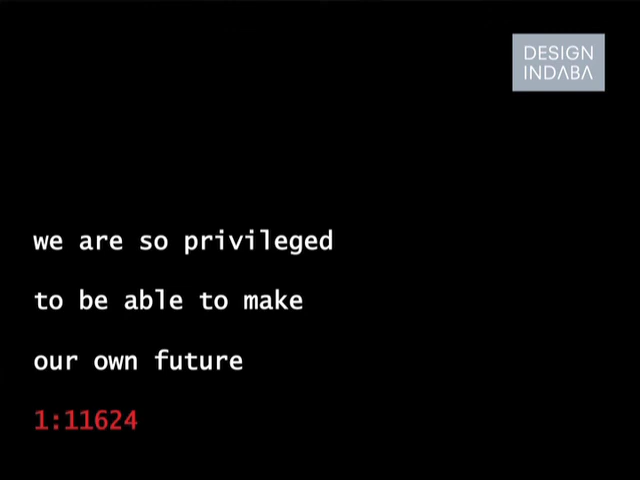 DESIGN
INDABA
we are so privileged
to be able to make
our own future
1:11624